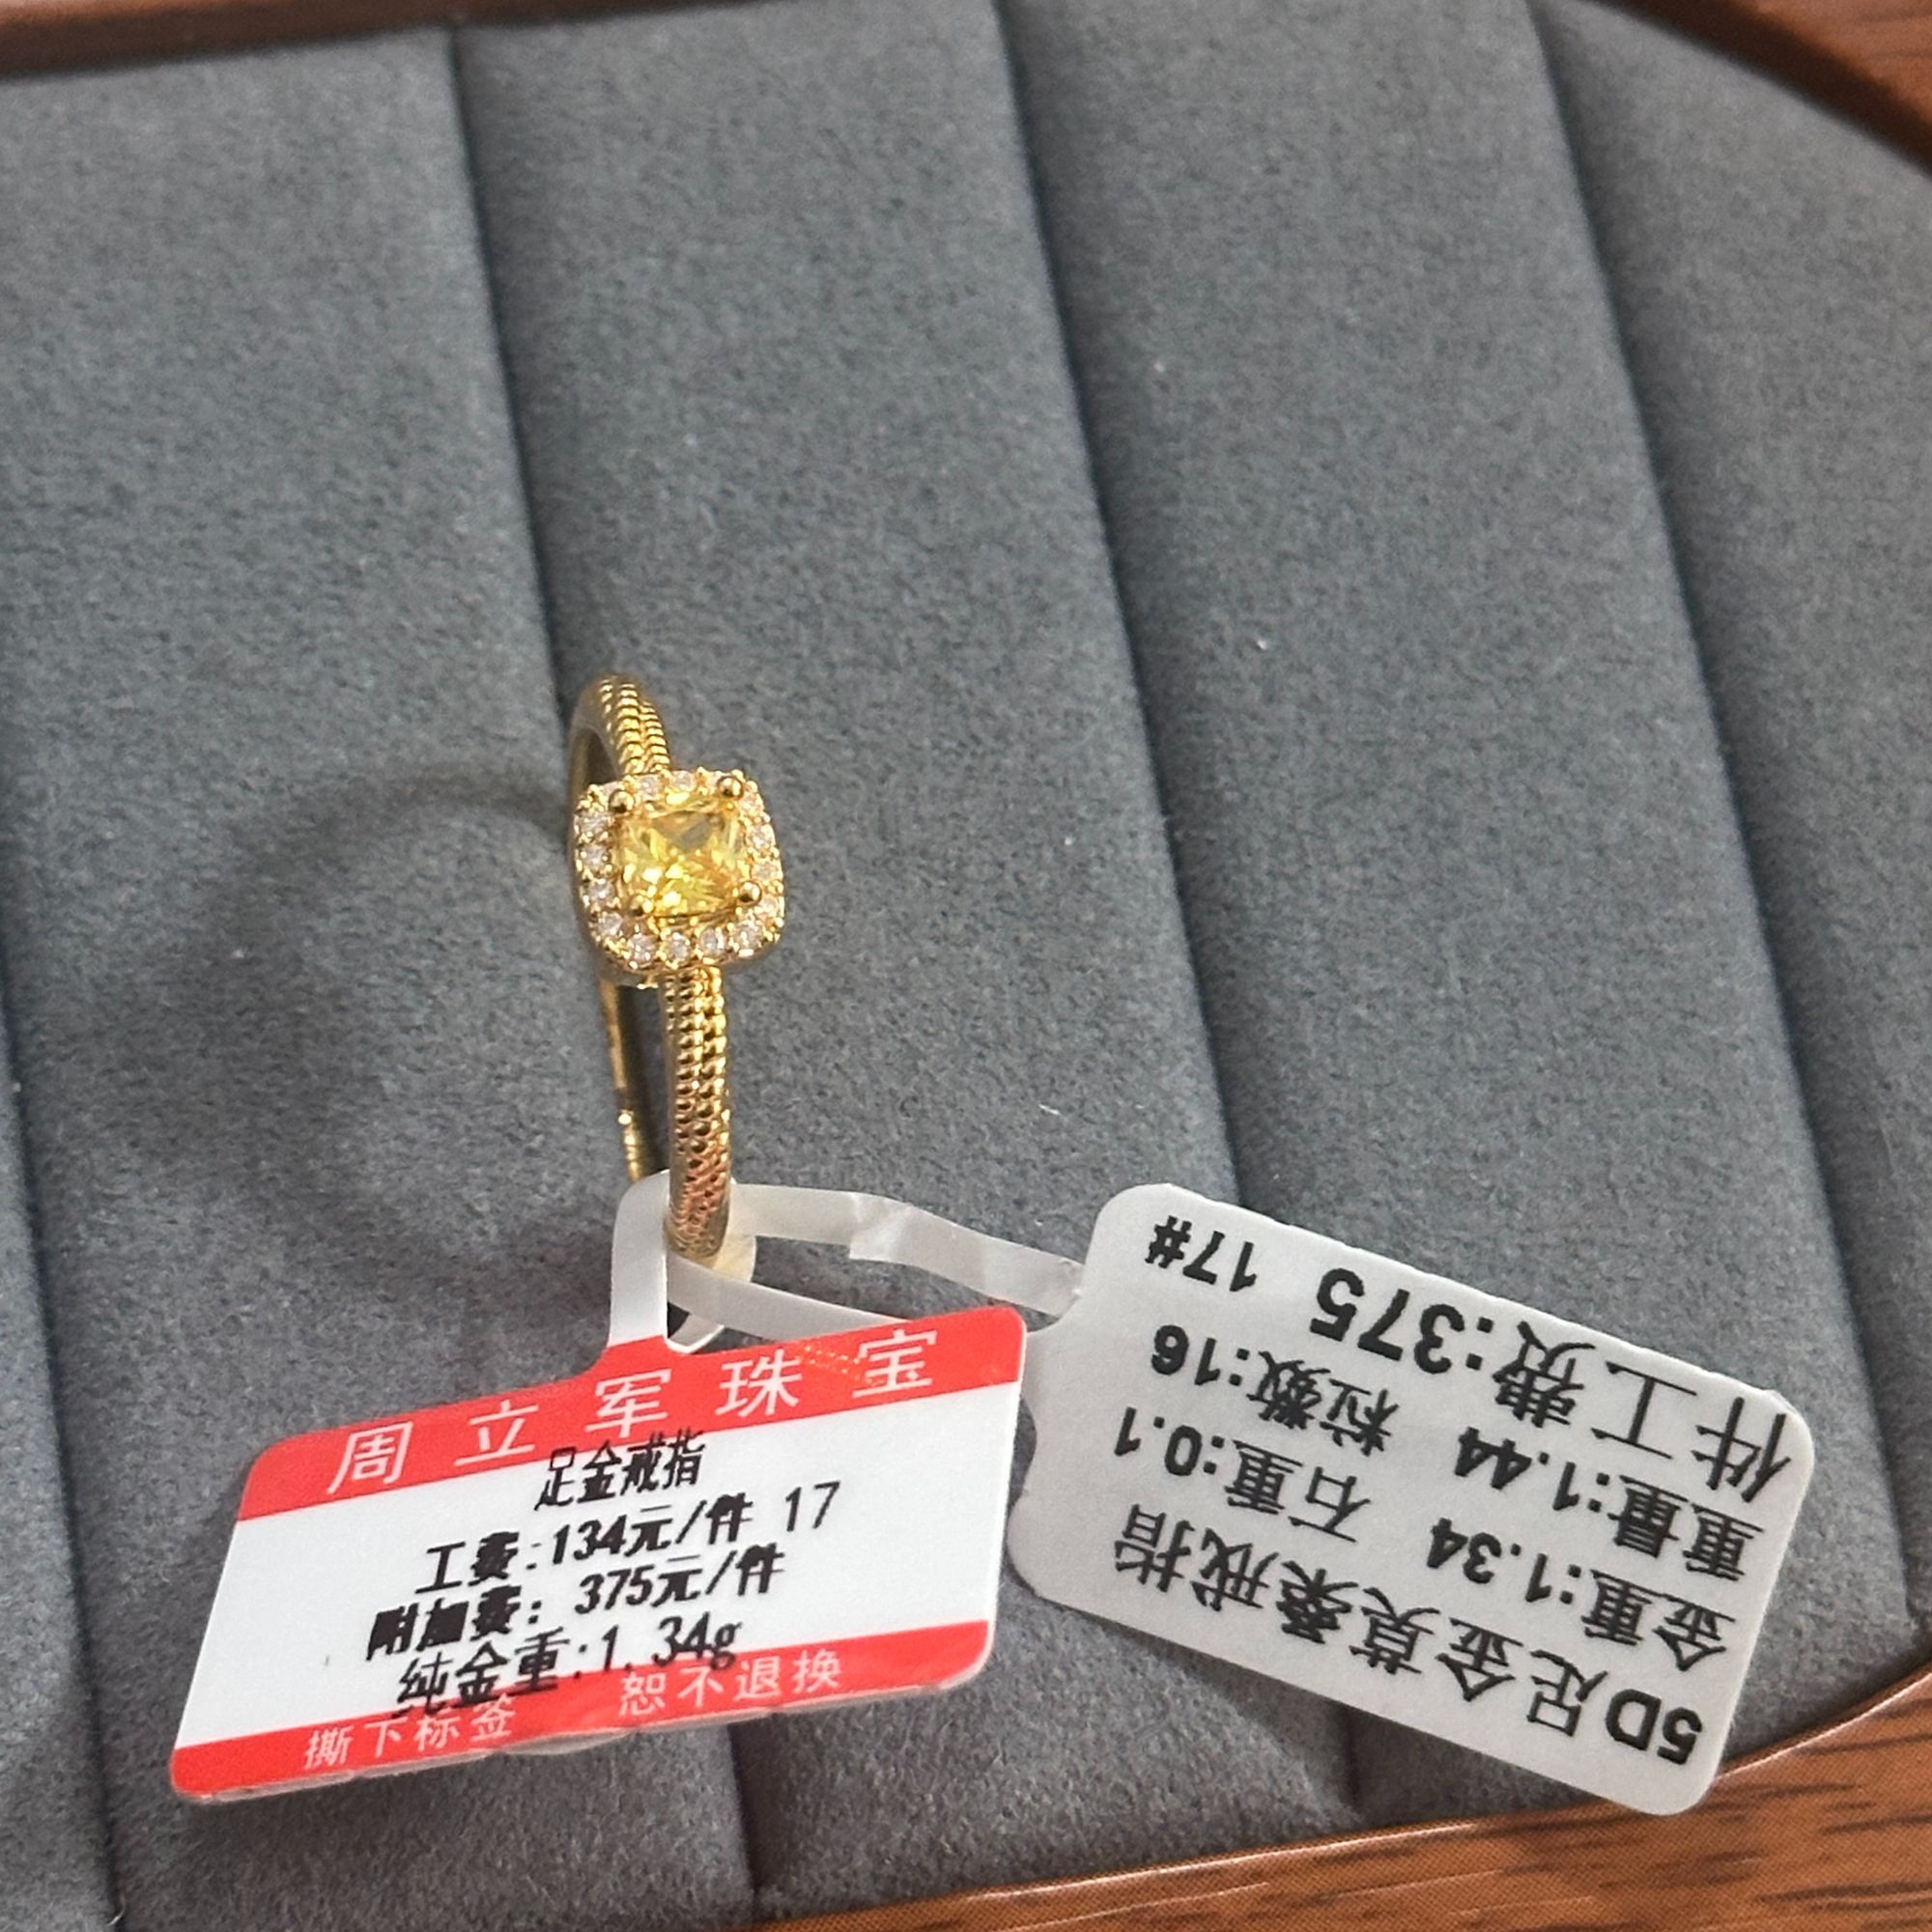 周立军珠宝
足金戒指
工费:134元/件 17
附加费: 375元/件
纯金重:1.34g
撕下标签 恕不退换
5D足金莫桑戒指
金重:1.34 石重:0.1
重量:1.44 粒数:16
件工费:375 17#